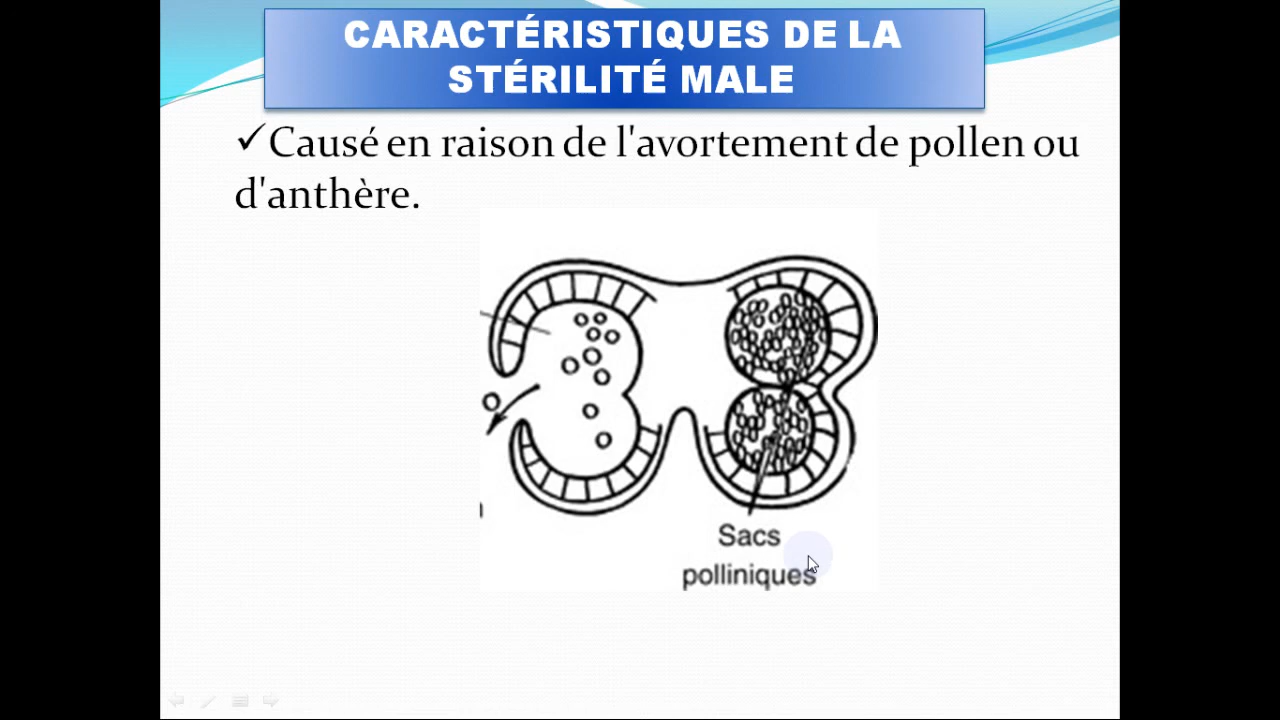 CARACTÉRISTIQUES DE LA
STÉRILITÉ MALE
✓Causé en raison de l'avortement de pollen ou
d'anthère.
Sacs
polliniques